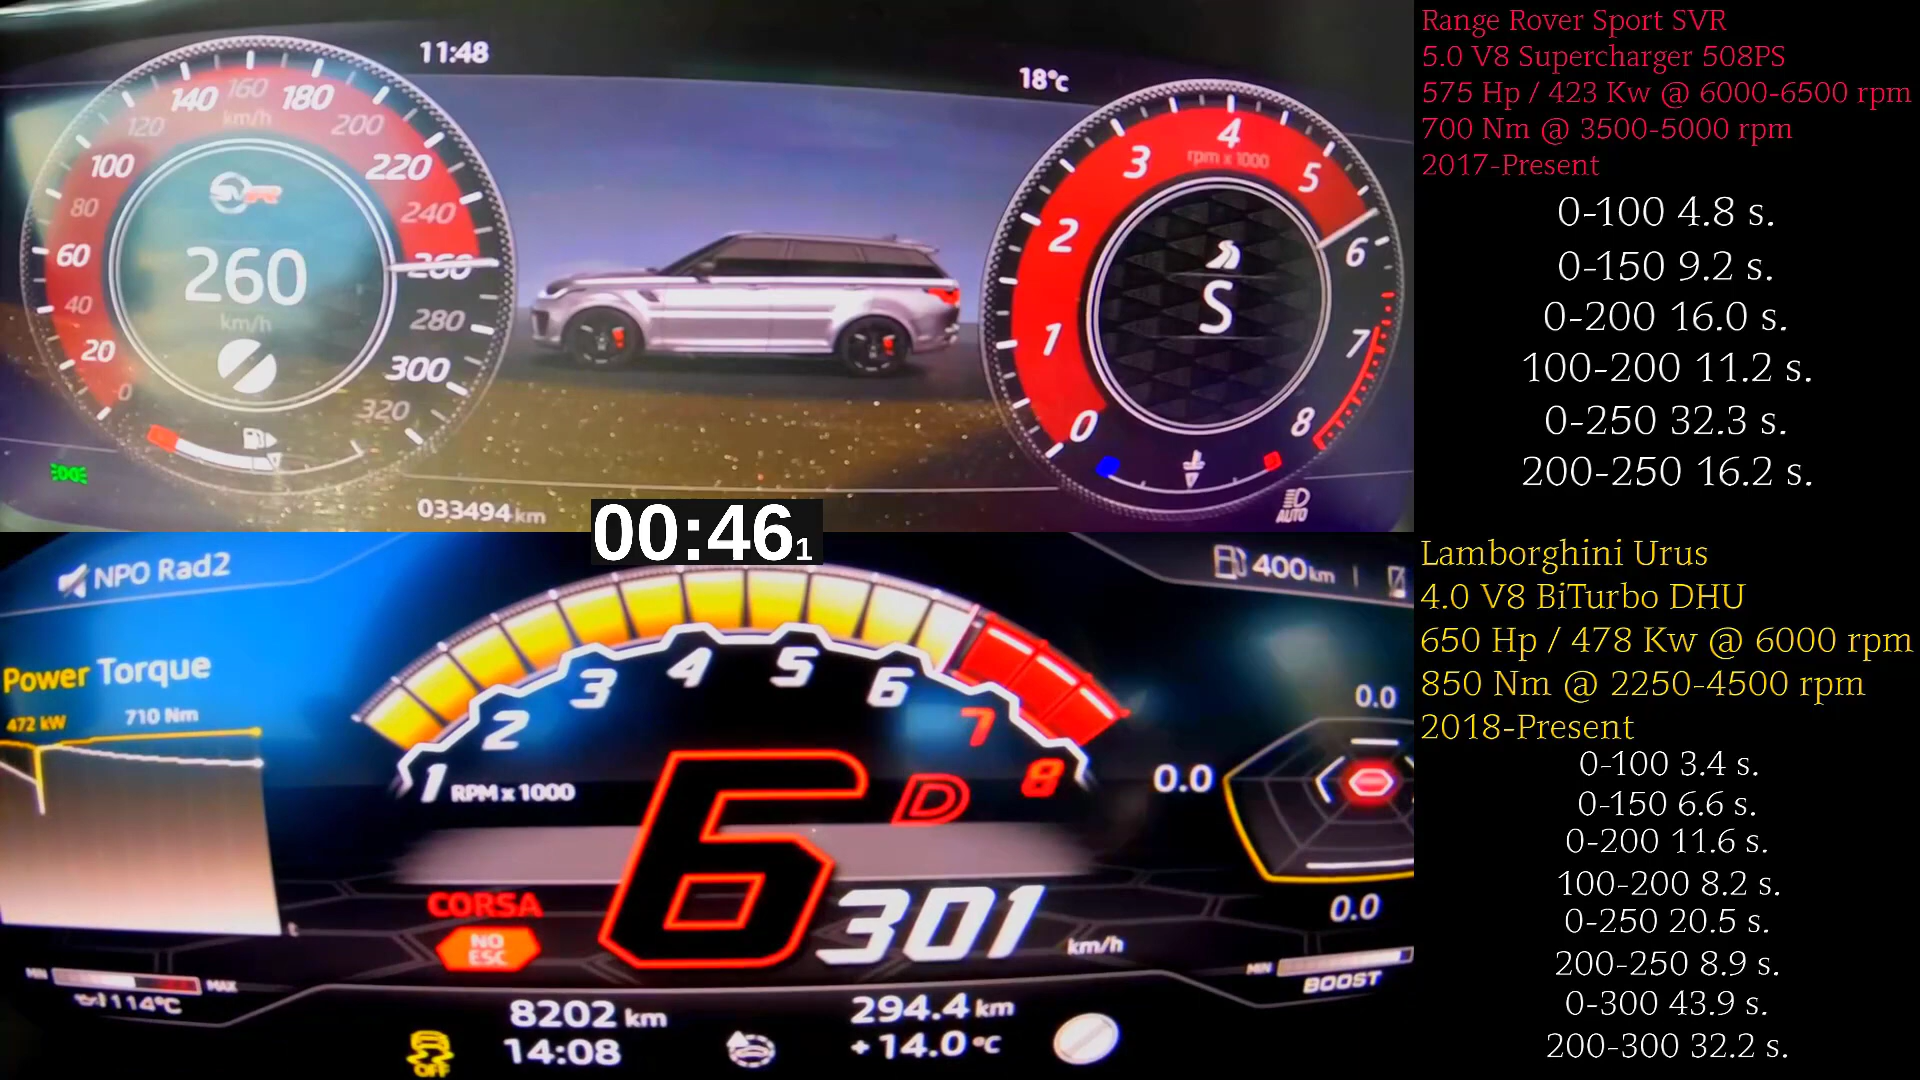 11:48
18°C
140 160 180
120 km/h 200
100 220
80 SVR 240
60 260 260
40 km/h 280
20 300
0 320
033494 km
4
3 rpm x 1000 5
2 6
S
1 7
0 8
AUTO
00:46 1
NPO Rad2
400 km
Power Torque
472 kW 710 Nm
1 2 3 4 5 6 7 8
RPM x 1000
6 D
0.0
0.0
0.0
CORSA
NO
ESC
301 km/h
MIN MAX
114°C
MIN
BOOST
8202 km 294.4 km
14:08 +14.0 °C
OFF
Range Rover Sport SVR
5.0 V8 Supercharger 508PS
575 Hp / 423 Kw @ 6000-6500 rpm
700 Nm @ 3500-5000 rpm
2017-Present
0-100 4.8 s.
0-150 9.2 s.
0-200 16.0 s.
100-200 11.2 s.
0-250 32.3 s.
200-250 16.2 s.
Lamborghini Urus
4.0 V8 BiTurbo DHU
650 Hp / 478 Kw @ 6000 rpm
850 Nm @ 2250-4500 rpm
2018-Present
0-100 3.4 s.
0-150 6.6 s.
0-200 11.6 s.
100-200 8.2 s.
0-250 20.5 s.
200-250 8.9 s.
0-300 43.9 s.
200-300 32.2 s.